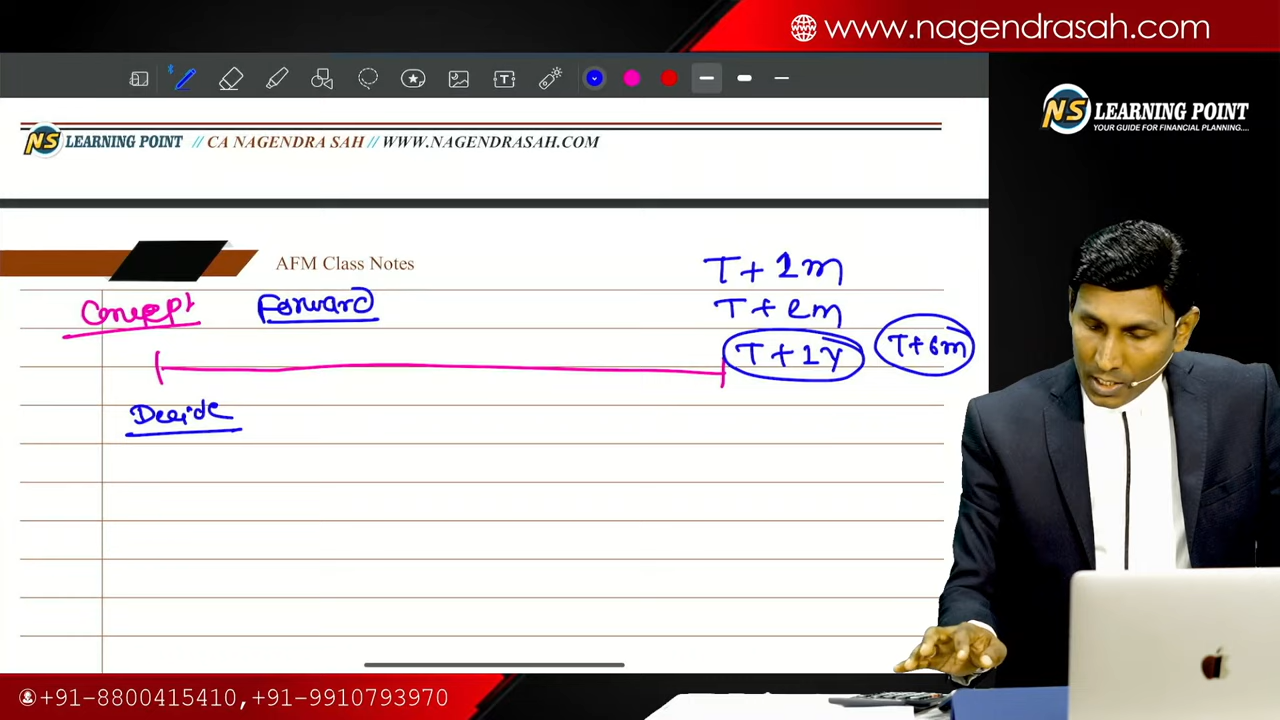 www.nagendrasah.com
NS LEARNING POINT
YOUR GUIDE FOR FINANCIAL PLANNING....
NS LEARNING POINT // CA NAGENDRA SAH // WWW.NAGENDRASAH.COM
AFM Class Notes
Concept Forward
T+1m
T+2m
T+1y T+6m
Decide
+91-8800415410,+91-9910793970